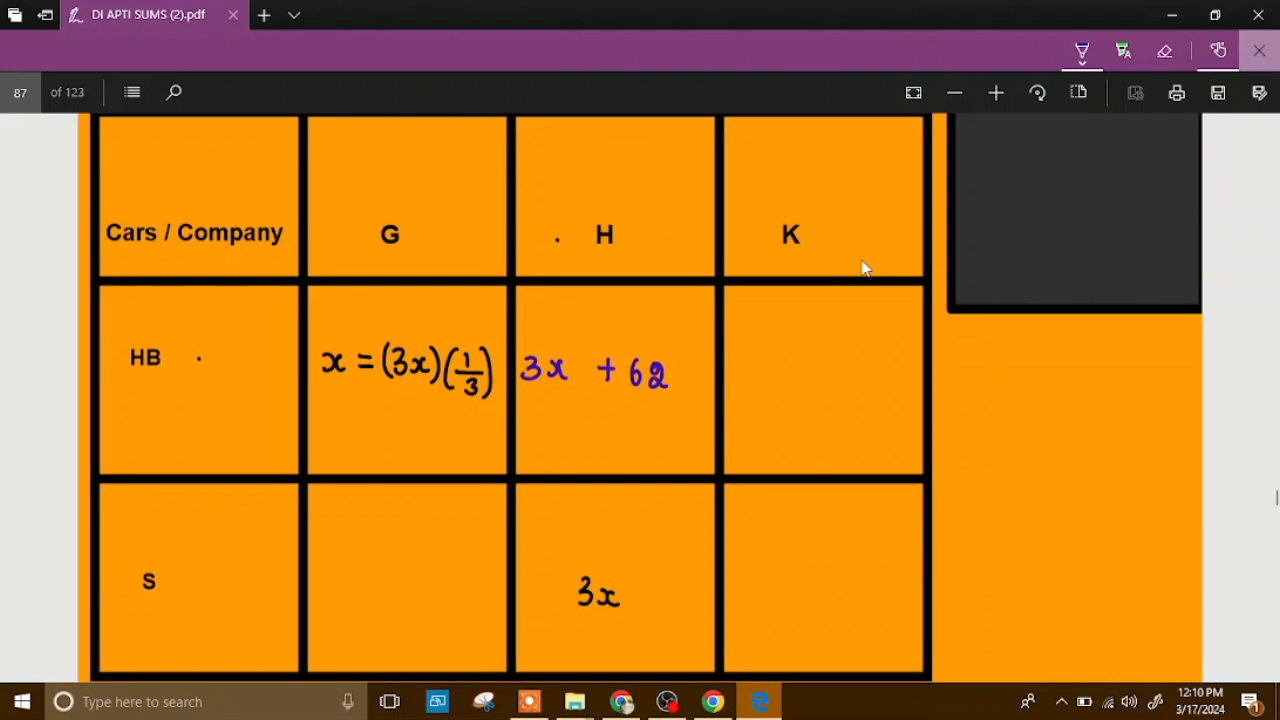 DI APTI SUMS (2).pdf
87 of 123
Cars / Company G H K
HB x = (3x)(1/3) 3x + 62
S 3x
Type here to search
12:10 PM
3/17/2024